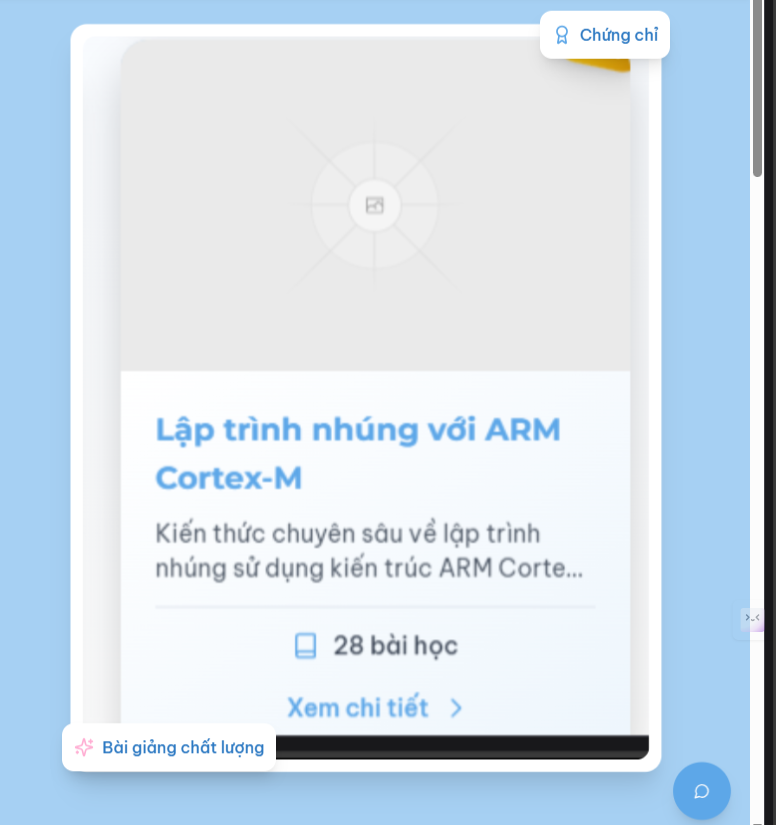 Chứng chỉ
Lập trình nhúng với ARM
Cortex-M
Kiến thức chuyên sâu về lập trình
nhúng sử dụng kiến trúc ARM Corte...
28 bài học
Xem chi tiết
Bài giảng chất lượng